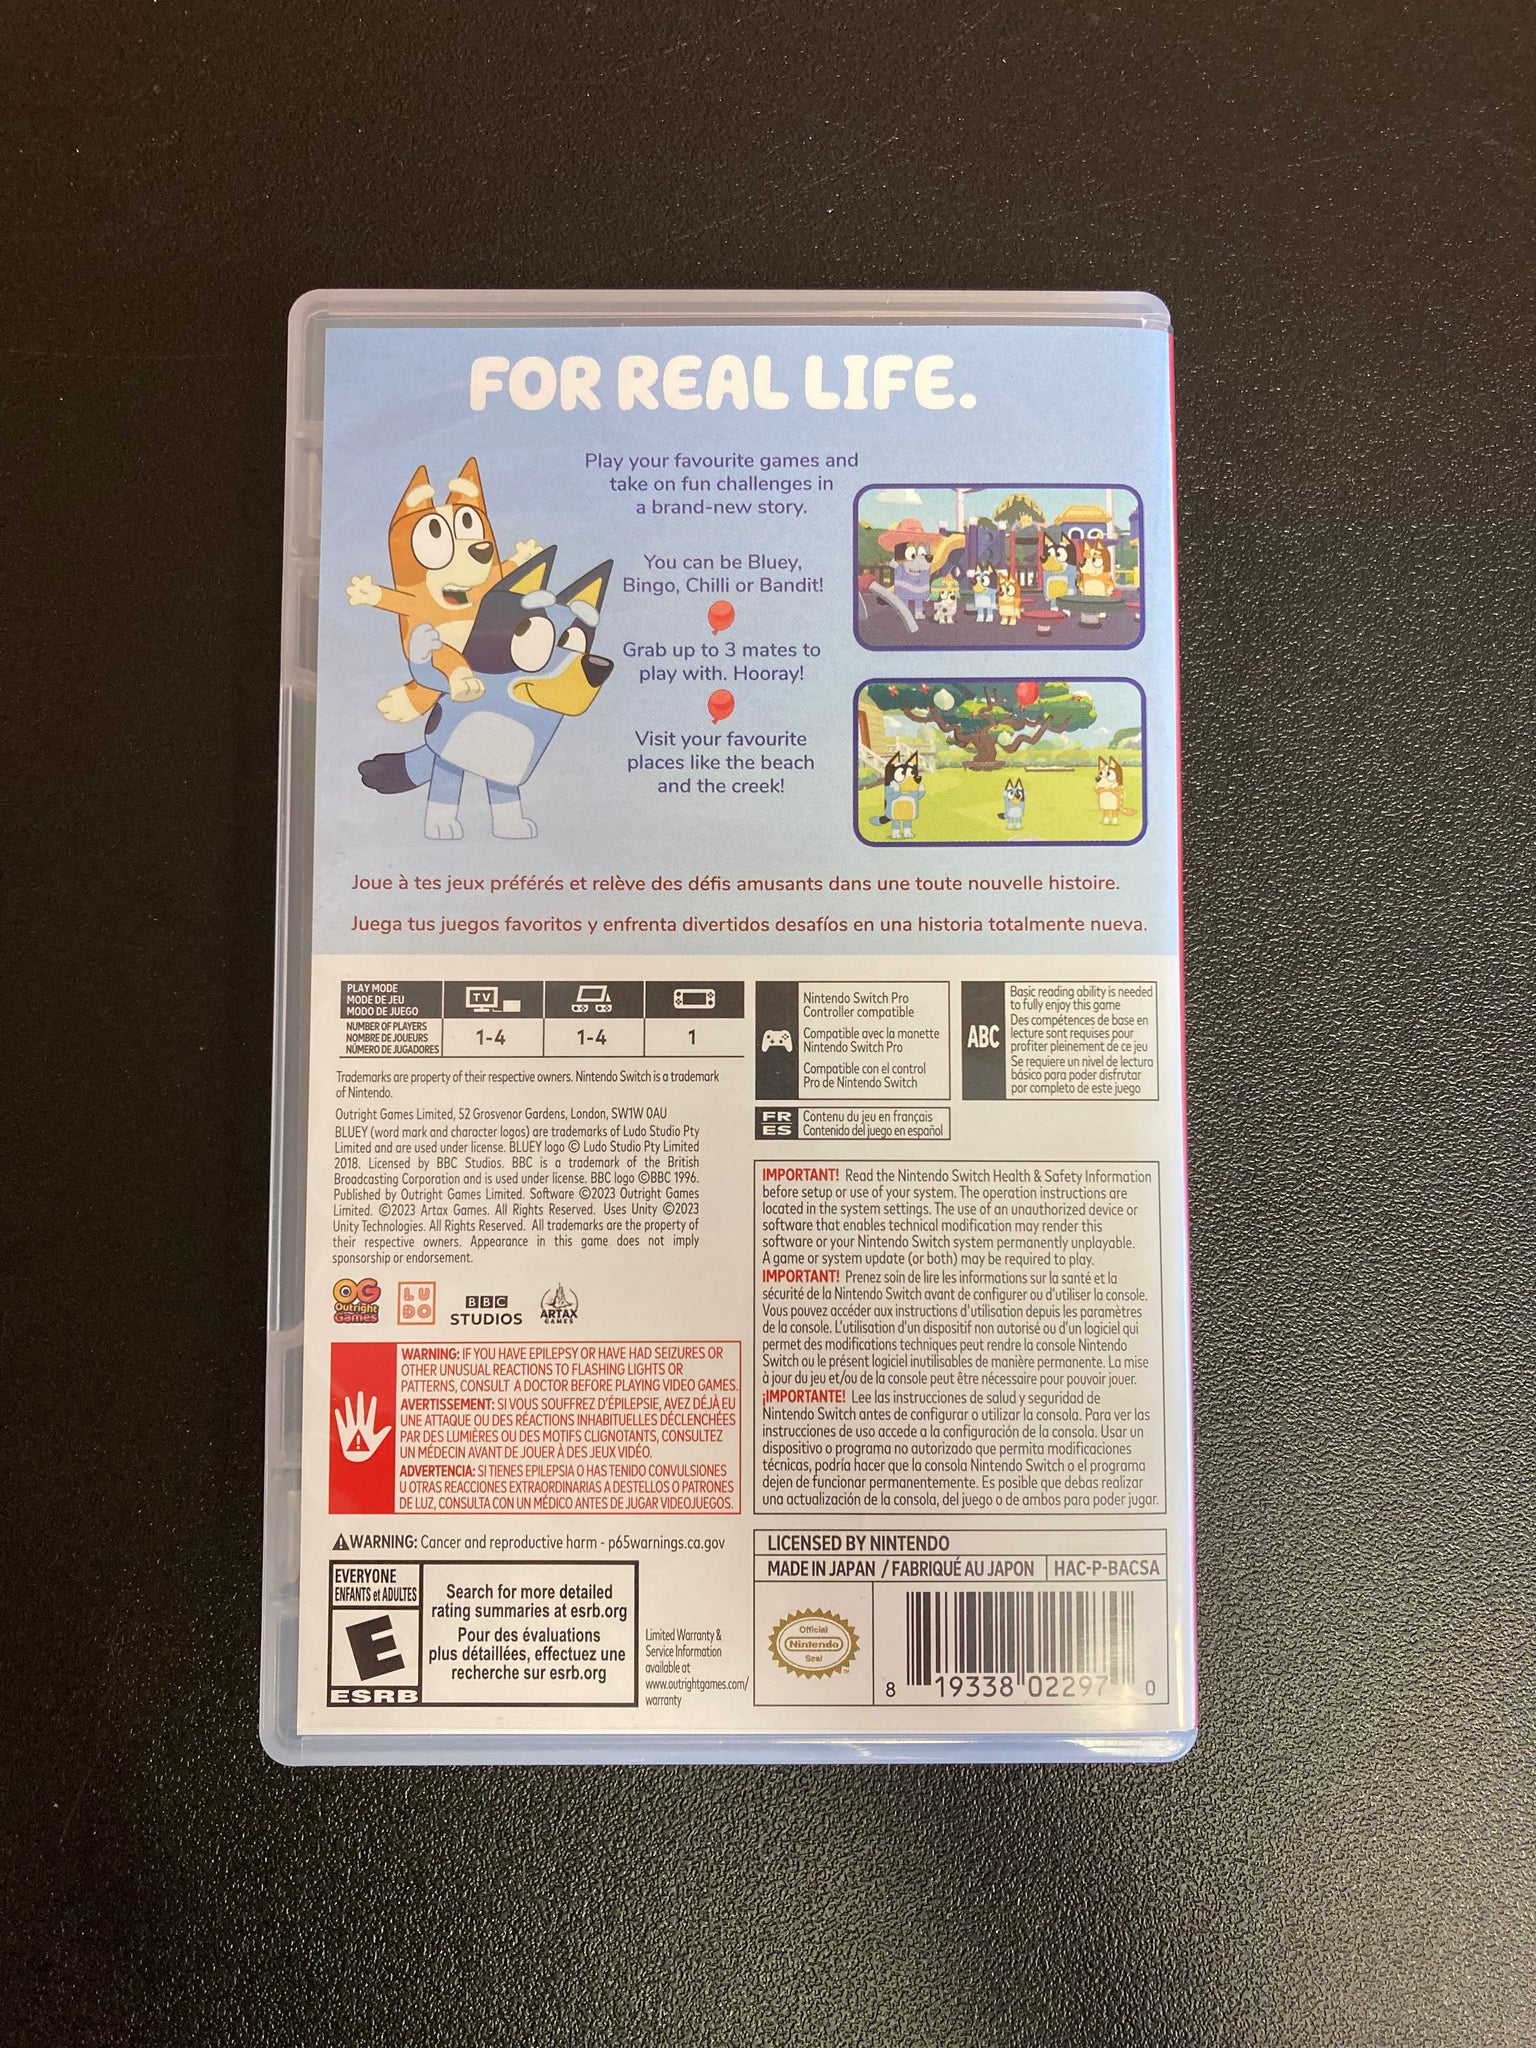 FOR REAL LIFE.
Play your favourite games and
take on fun challenges in
a brand-new story.
You can be Bluey,
Bingo, Chilli or Bandit!
Grab up to 3 mates to
play with. Hooray!
Visit your favourite
places like the beach
and the creek!
Joue à tes jeux préférés et relève des défis amusants dans une toute nouvelle histoire.
Juega tus juegos favoritos y enfrenta divertidos desafíos en una historia totalmente nueva.
PLAY MODE
MODE DE JEU
MODO DE JUEGO
TV
NUMBER OF PLAYERS
NOMBRE DE JOUEURS
NÚMERO DE JUGADORES
1-4
1-4
1
Nintendo Switch Pro
Controller compatible
Compatible avec la manette
Nintendo Switch Pro
Compatible con el control
Pro de Nintendo Switch
ABC
Basic reading ability is needed
to fully enjoy this game
Des compétences de base en
lecture sont requises pour
profiter pleinement de ce jeu
Se requiere un nivel de lectura
básico para poder disfrutar
por completo de este juego
FR
ES
Contenu du jeu en français
Contenido del juego en español
Trademarks are property of their respective owners. Nintendo Switch is a trademark
of Nintendo.
Outright Games Limited, 52 Grosvenor Gardens, London, SW1W 0AU
BLUEY (word mark and character logos) are trademarks of Ludo Studio Pty
Limited and are used under license. BLUEY logo © Ludo Studio Pty Limited
2018. Licensed by BBC Studios. BBC is a trademark of the British
Broadcasting Corporation and is used under license. BBC logo ©BBC 1996.
Published by Outright Games Limited. Software ©2023 Outright Games
Limited. ©2023 Artax Games. All Rights Reserved. Uses Unity ©2023
Unity Technologies. All Rights Reserved. All trademarks are the property of
their respective owners. Appearance in this game does not imply
sponsorship or endorsement.
OG
Outright
Games
LU
DO
BBC
STUDIOS
ARTAX
GAMES
IMPORTANT! Read the Nintendo Switch Health & Safety Information
before setup or use of your system. The operation instructions are
located in the system settings. The use of an unauthorized device or
software that enables technical modification may render this
software or your Nintendo Switch system permanently unplayable.
A game or system update (or both) may be required to play.
IMPORTANT! Prenez soin de lire les informations sur la santé et la
sécurité de la Nintendo Switch avant de configurer ou d'utiliser la console.
Vous pouvez accéder aux instructions d'utilisation depuis les paramètres
de la console. L'utilisation d'un dispositif non autorisé ou d'un logiciel qui
permet des modifications techniques peut rendre la console Nintendo
Switch ou le présent logiciel inutilisables de manière permanente. La mise
à jour du jeu et/ou de la console peut être nécessaire pour pouvoir jouer.
¡IMPORTANTE! Lee las instrucciones de salud y seguridad de
Nintendo Switch antes de configurar o utilizar la consola. Para ver las
instrucciones de uso accede a la configuración de la consola. Usar un
dispositivo o programa no autorizado que permita modificaciones
técnicas, podría hacer que la consola Nintendo Switch o el programa
dejen de funcionar permanentemente. Es posible que debas realizar
una actualización de la consola, del juego o de ambos para poder jugar.
WARNING: IF YOU HAVE EPILEPSY OR HAVE HAD SEIZURES OR
OTHER UNUSUAL REACTIONS TO FLASHING LIGHTS OR
PATTERNS, CONSULT A DOCTOR BEFORE PLAYING VIDEO GAMES.
AVERTISSEMENT: SI VOUS SOUFFREZ D'ÉPILEPSIE, AVEZ DÉJÀ EU
UNE ATTAQUE OU DES RÉACTIONS INHABITUELLES DÉCLENCHÉES
PAR DES LUMIÈRES OU DES MOTIFS CLIGNOTANTS, CONSULTEZ
UN MÉDECIN AVANT DE JOUER À DES JEUX VIDÉO.
ADVERTENCIA: SI TIENES EPILEPSIA O HAS TENIDO CONVULSIONES
U OTRAS REACCIONES EXTRAORDINARIAS A DESTELLOS O PATRONES
DE LUZ, CONSULTA CON UN MÉDICO ANTES DE JUGAR VIDEOJUEGOS.
WARNING: Cancer and reproductive harm - p65warnings.ca.gov
EVERYONE
ENFANTS et ADULTES
E
ESRB
Search for more detailed
rating summaries at esrb.org
Pour des évaluations
plus détaillées, effectuez une
recherche sur esrb.org
Limited Warranty &
Service Information
available at
www.outrightgames.com/
warranty
LICENSED BY NINTENDO
MADE IN JAPAN / FABRIQUÉ AU JAPON
HAC-P-BACSA
Official
Nintendo
Seal
TM
8 19338 02297 0